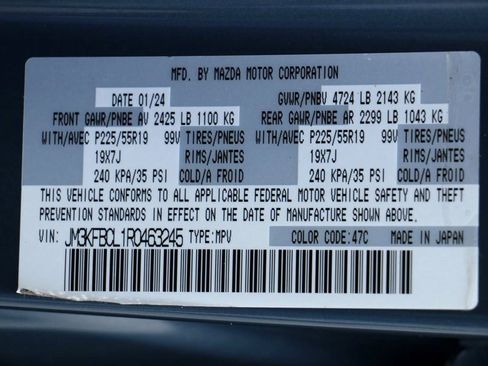 MFD. BY MAZDA MOTOR CORPORATION
DATE 01/24 GVWR/PNBV 4724 LB 2143 KG
FRONT GAWR/PNBE AV 2425 LB 1100 KG REAR GAWR/PNBE AR 2299 LB 1043 KG
WITH/AVEC P225/55R19 99V TIRES/PNEUS WITH/AVEC P225/55R19 99V TIRES/PNEUS
19X7J RIMS/JANTES 19X7J RIMS/JANTES
240 KPA/35 PSI COLD/A FROID 240 KPA/35 PSI COLD/A FROID
THIS VEHICLE CONFORMS TO ALL APPLICABLE FEDERAL MOTOR VEHICLE SAFETY AND THEFT
PREVENTION STANDARDS IN EFFECT ON THE DATE OF MANUFACTURE SHOWN ABOVE.
VIN: JM3KFBCL1R0463245 TYPE: MPV COLOR CODE: 47C MADE IN JAPAN